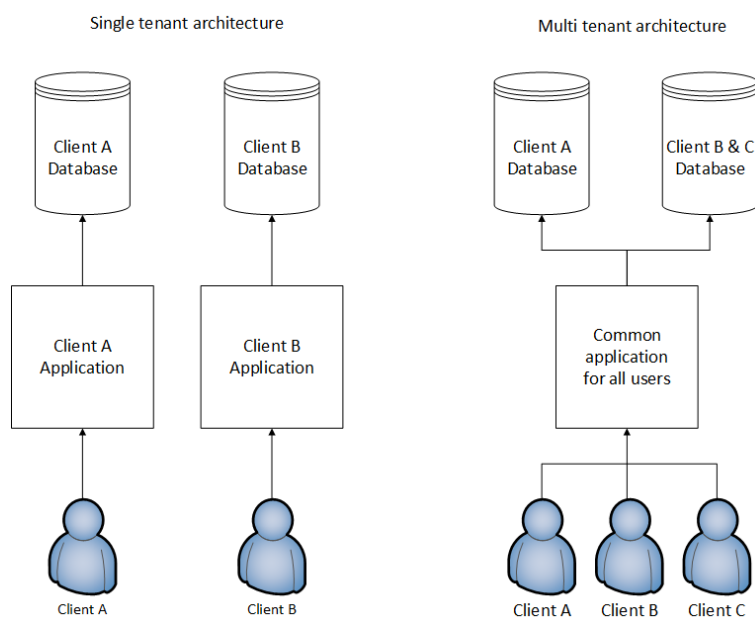 Single tenant architecture
Multi tenant architecture
Client A
Database
Client B
Database
Client A
Database
Client B & C
Database
Client A
Application
Client B
Application
Common
application
for all users
Client A
Client B
Client A
Client B
Client C